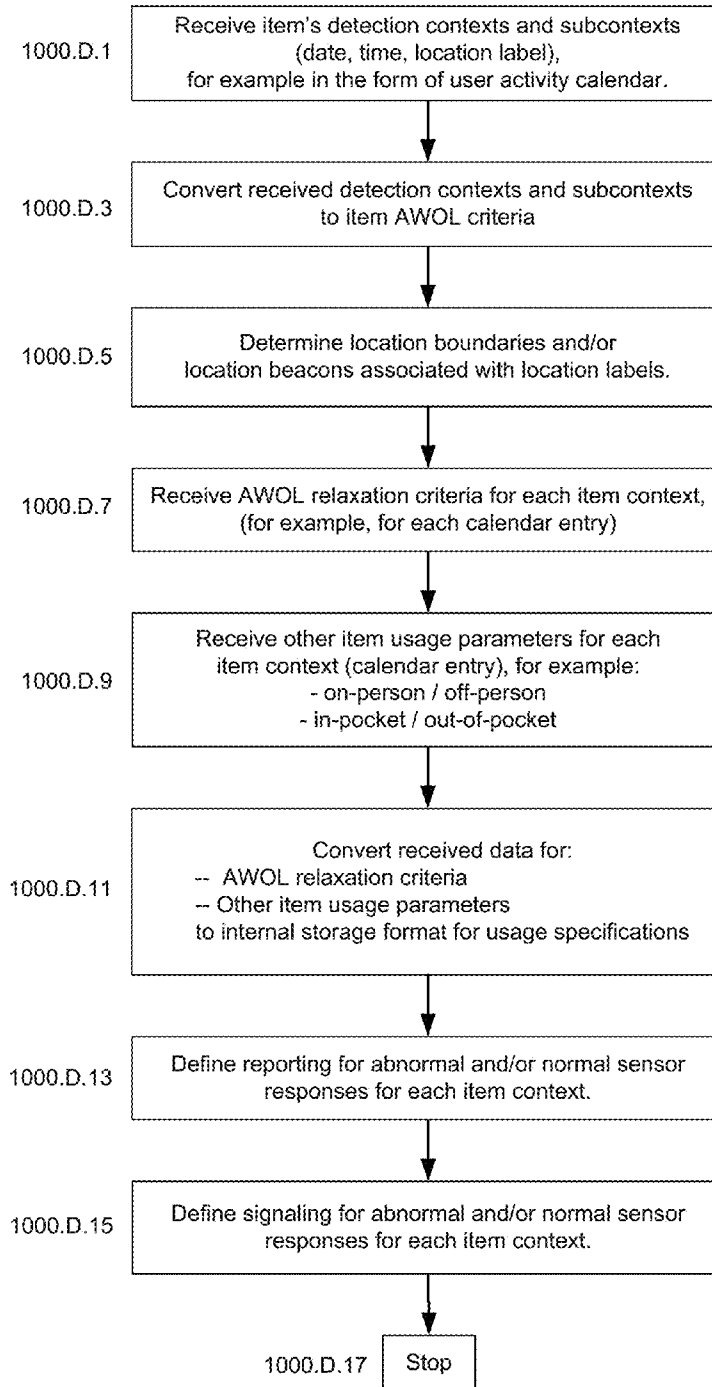 1000.D.1
Receive item's detection contexts and subcontexts
(date, time, location label),
for example in the form of user activity calendar.
1000.D.3
Convert received detection contexts and subcontexts
to item AWOL criteria
1000.D.5
Determine location boundaries and/or
location beacons associated with location labels.
1000.D.7
Receive AWOL relaxation criteria for each item context,
(for example, for each calendar entry)
1000.D.9
Receive other item usage parameters for each
item context (calendar entry), for example:
- on-person / off-person
- in-pocket / out-of-pocket
1000.D.11
Convert received data for:
-- AWOL relaxation criteria
-- Other item usage parameters
to internal storage format for usage specifications
1000.D.13
Define reporting for abnormal and/or normal sensor
responses for each item context.
1000.D.15
Define signaling for abnormal and/or normal sensor
responses for each item context.
1000.D.17
Stop